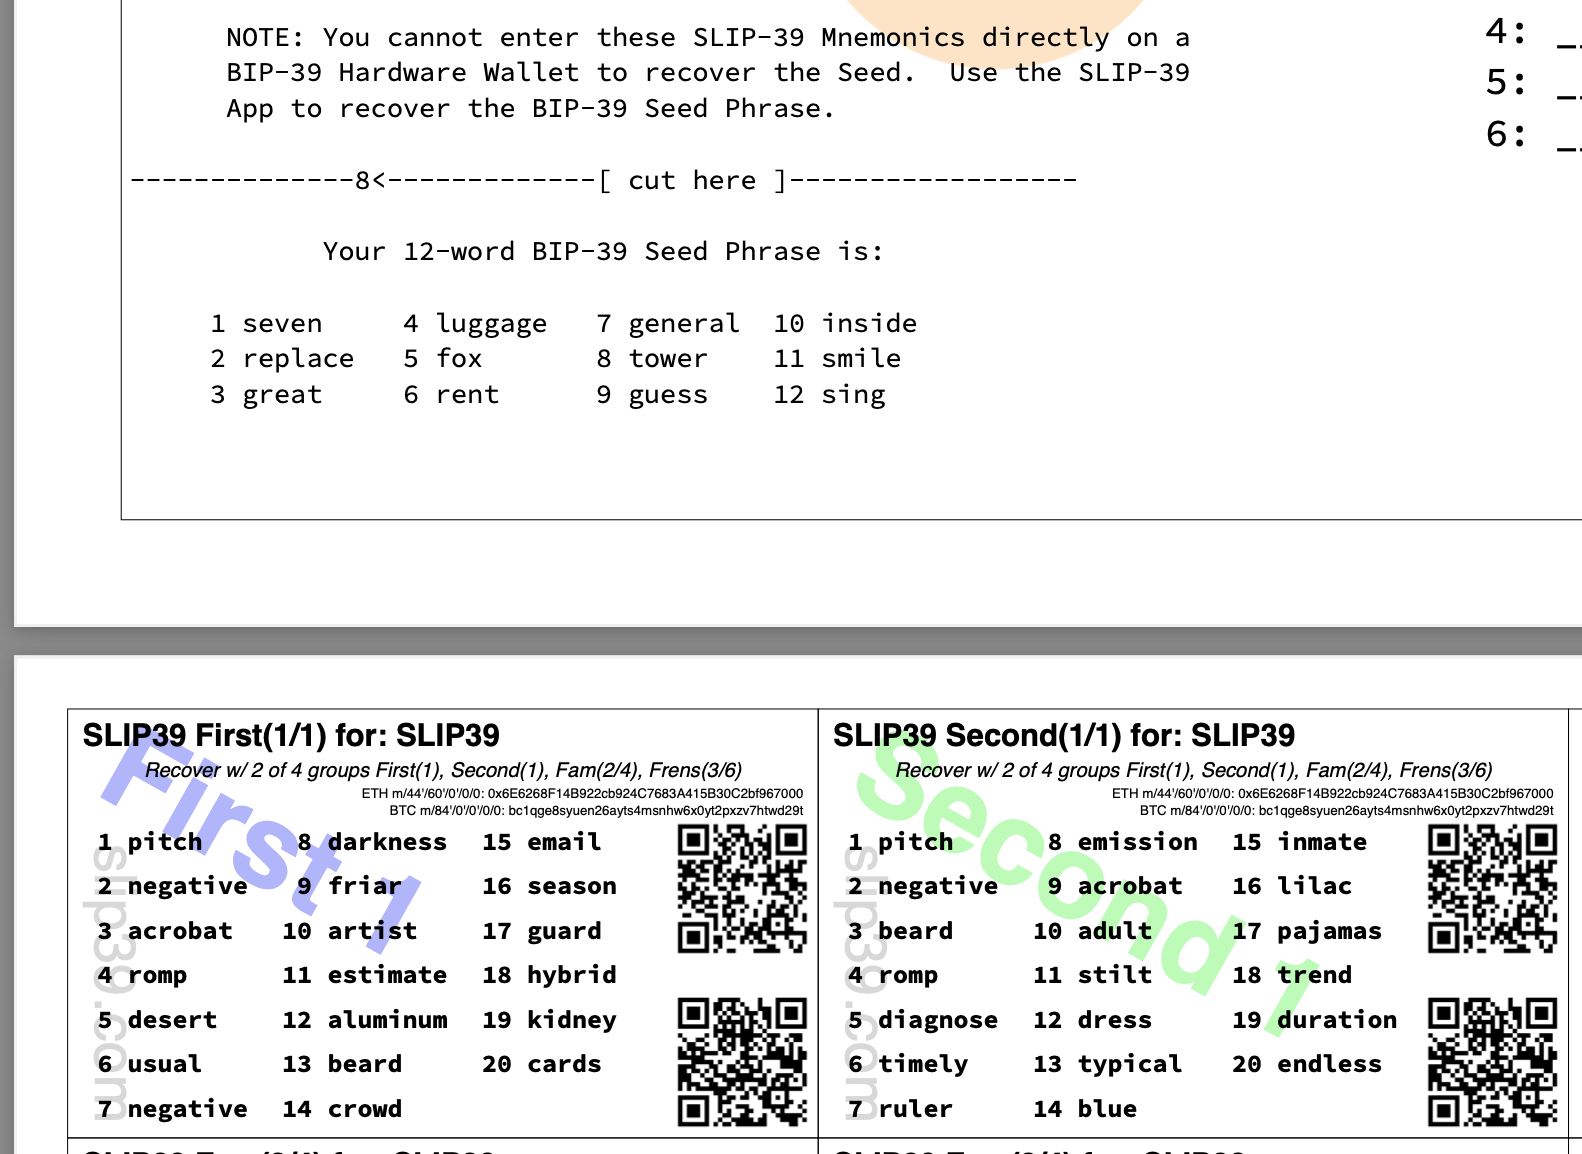 NOTE: You cannot enter these SLIP-39 Mnemonics directly on a
BIP-39 Hardware Wallet to recover the Seed.  Use the SLIP-39
App to recover the BIP-39 Seed Phrase.
4: _
5: _
6: _
--------------8<-------------[ cut here ]------------------
Your 12-word BIP-39 Seed Phrase is:
1 seven 4 luggage 7 general 10 inside
2 replace 5 fox 8 tower 11 smile
3 great 6 rent 9 guess 12 sing
SLIP39 First(1/1) for: SLIP39
Recover w/ 2 of 4 groups First(1), Second(1), Fam(2/4), Frens(3/6)
ETH m/44'/60'/0'/0/0: 0x6E6268F14B922cb924C7683A415B30C2bf967000
BTC m/84'/0'/0'/0/0: bc1qge8syuen26ayts4msnhw6x0yt2pxzv7htwd29t
1 pitch 8 darkness 15 email
2 negative 9 friar 16 season
3 acrobat 10 artist 17 guard
4 romp 11 estimate 18 hybrid
5 desert 12 aluminum 19 kidney
6 usual 13 beard 20 cards
7 negative 14 crowd
First 1
slip39.com
SLIP39 Second(1/1) for: SLIP39
Recover w/ 2 of 4 groups First(1), Second(1), Fam(2/4), Frens(3/6)
ETH m/44'/60'/0'/0/0: 0x6E6268F14B922cb924C7683A415B30C2bf967000
BTC m/84'/0'/0'/0/0: bc1qge8syuen26ayts4msnhw6x0yt2pxzv7htwd29t
1 pitch 8 emission 15 inmate
2 negative 9 acrobat 16 lilac
3 beard 10 adult 17 pajamas
4 romp 11 stilt 18 trend
5 diagnose 12 dress 19 duration
6 timely 13 typical 20 endless
7 ruler 14 blue
Second 1
slip39.com